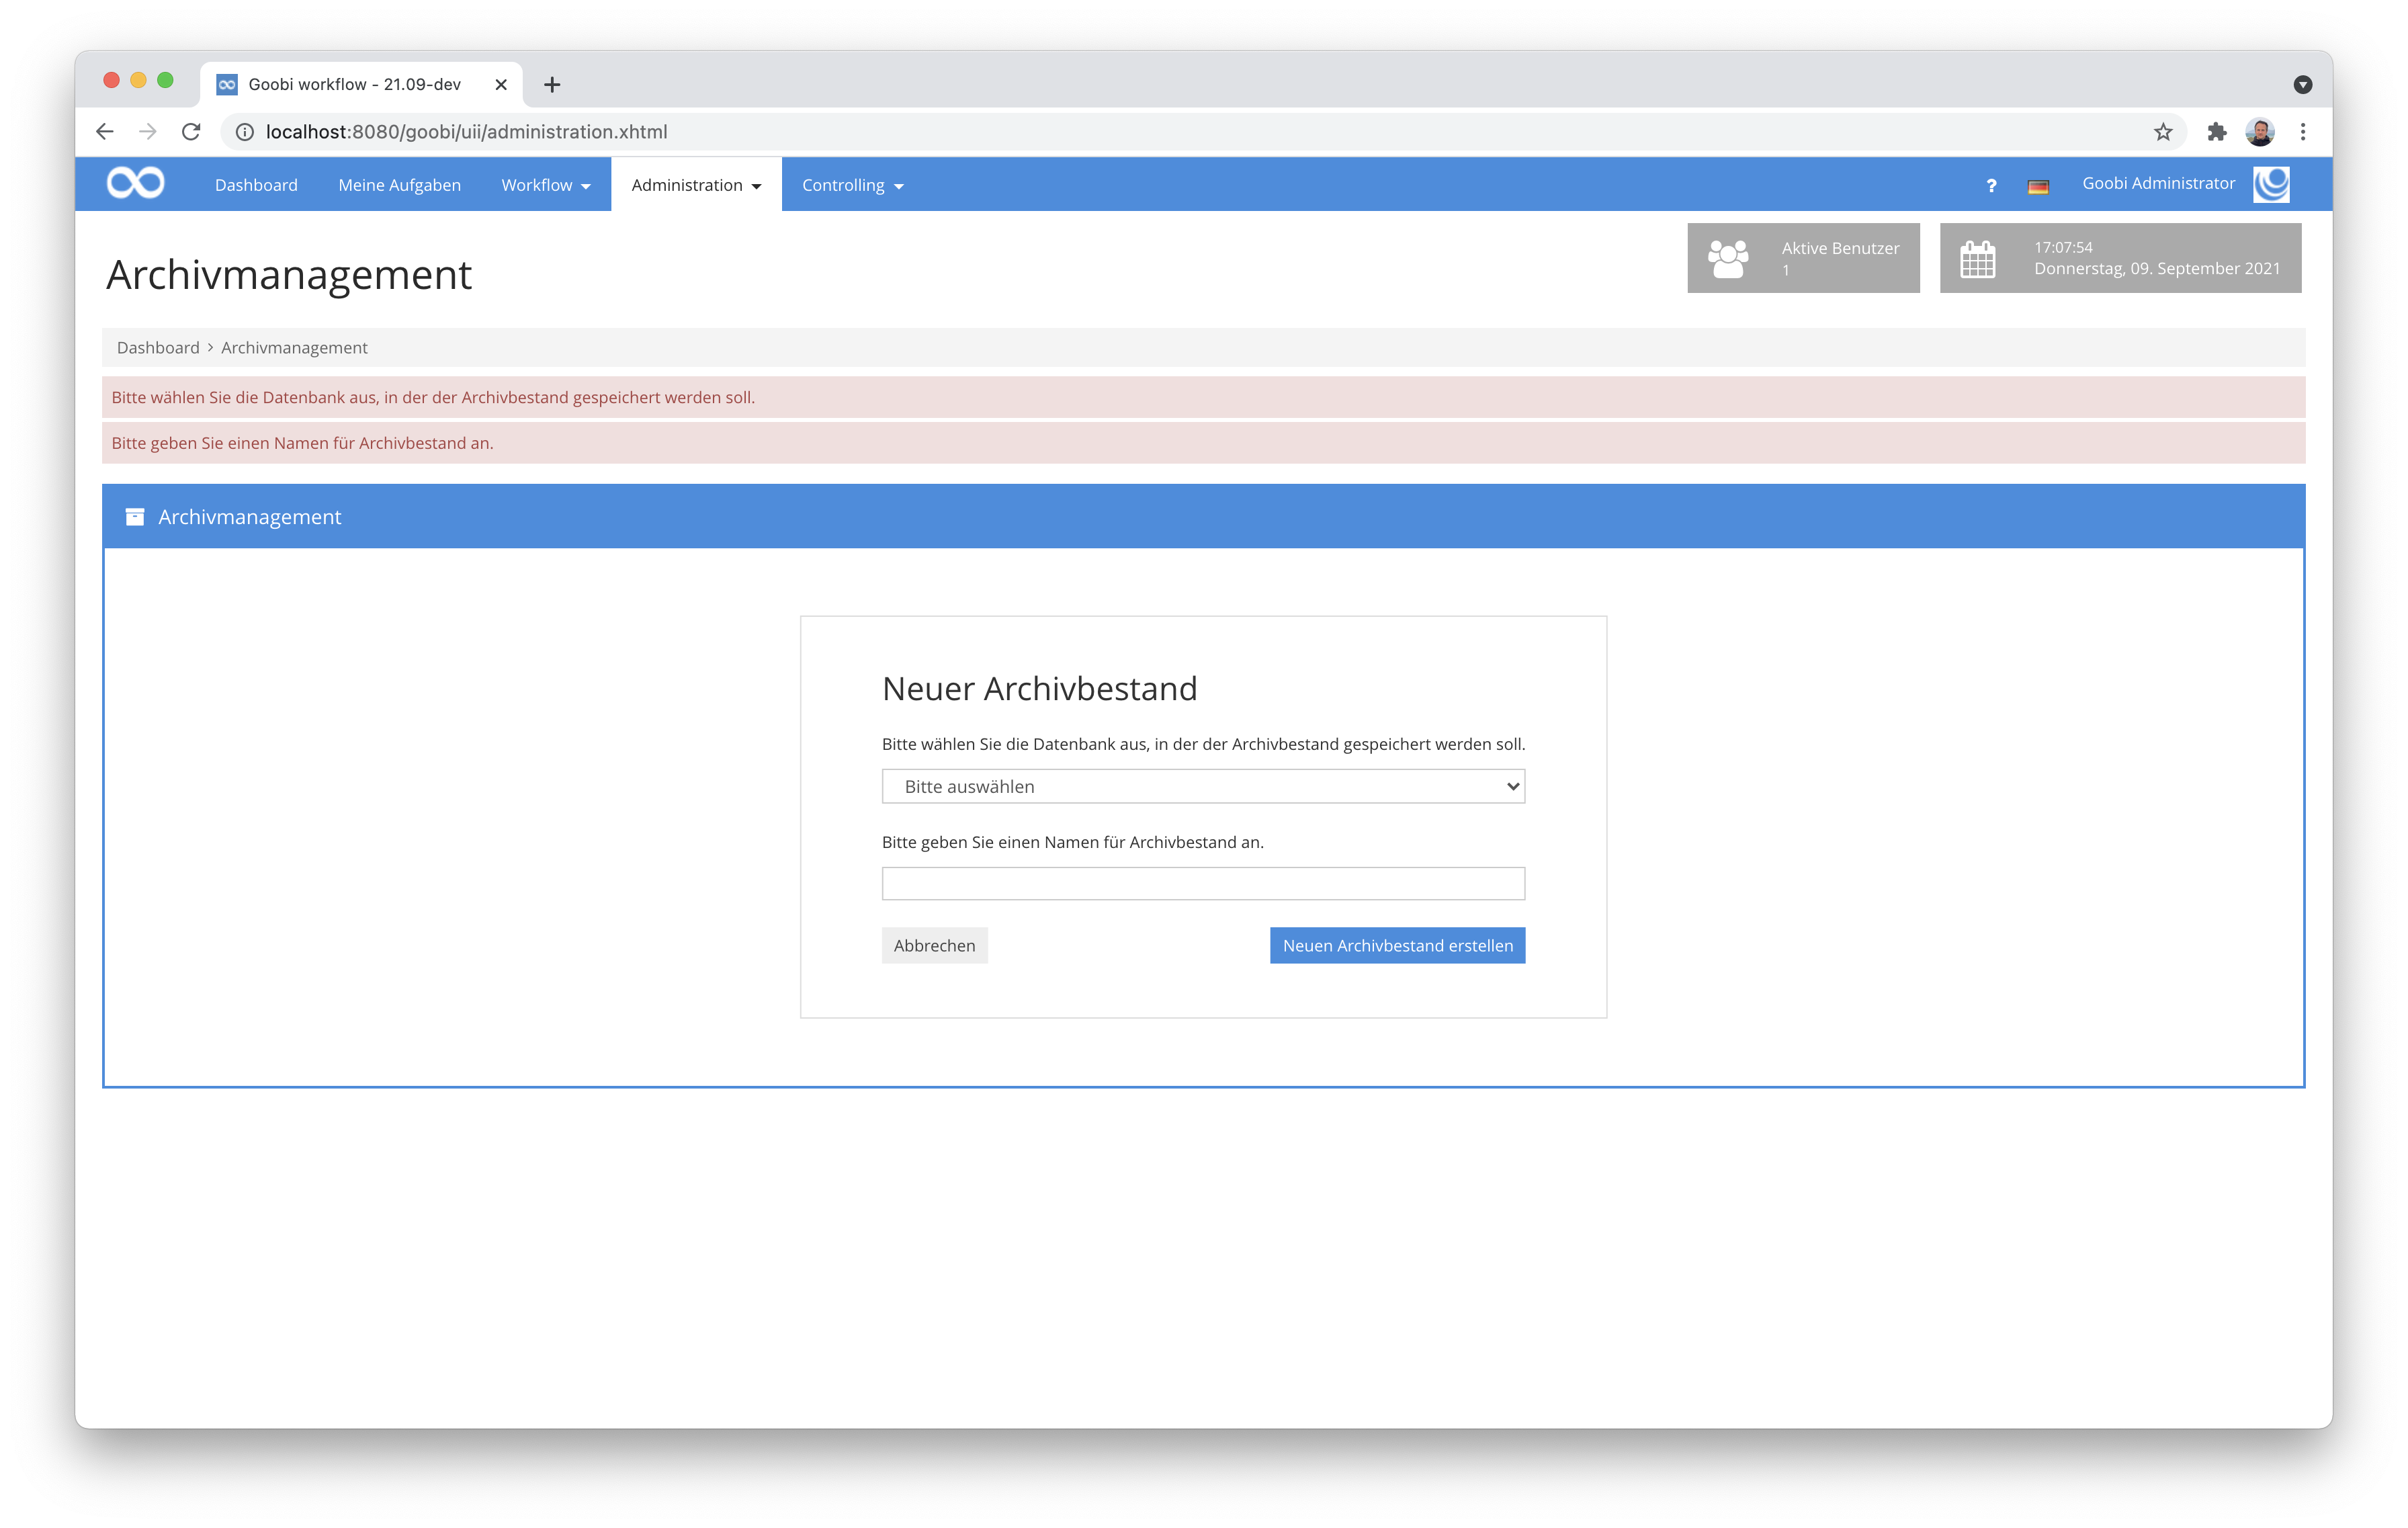 Goobi workflow - 21.09-dev
localhost:8080/goobi/uii/administration.xhtml
Dashboard Meine Aufgaben Workflow Administration Controlling ? Goobi Administrator
Archivmanagement
Aktive Benutzer
1
17:07:54
Donnerstag, 09. September 2021
Dashboard › Archivmanagement
Bitte wählen Sie die Datenbank aus, in der der Archivbestand gespeichert werden soll.
Bitte geben Sie einen Namen für Archivbestand an.
Archivmanagement
Neuer Archivbestand
Bitte wählen Sie die Datenbank aus, in der der Archivbestand gespeichert werden soll.
Bitte auswählen
Bitte geben Sie einen Namen für Archivbestand an.
Abbrechen Neuen Archivbestand erstellen